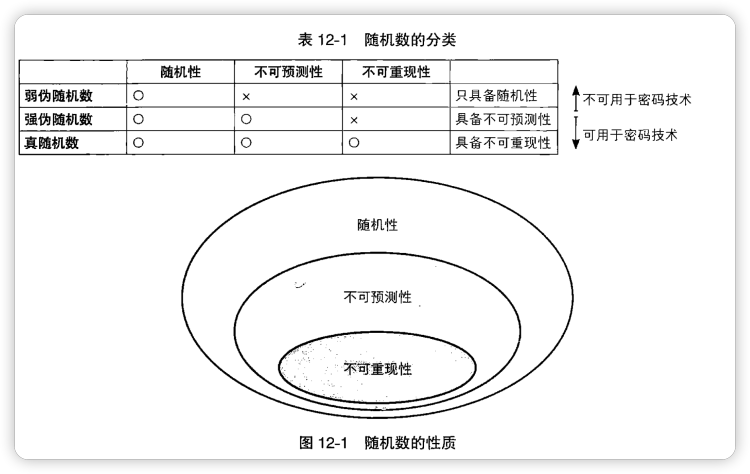 表 12-1 随机数的分类
随机性 不可预测性 不可重现性
弱伪随机数 ○ × × 只具备随机性
强伪随机数 ○ ○ × 具备不可预测性
真随机数 ○ ○ ○ 具备不可重现性
不可用于密码技术
可用于密码技术
随机性
不可预测性
不可重现性
图 12-1 随机数的性质